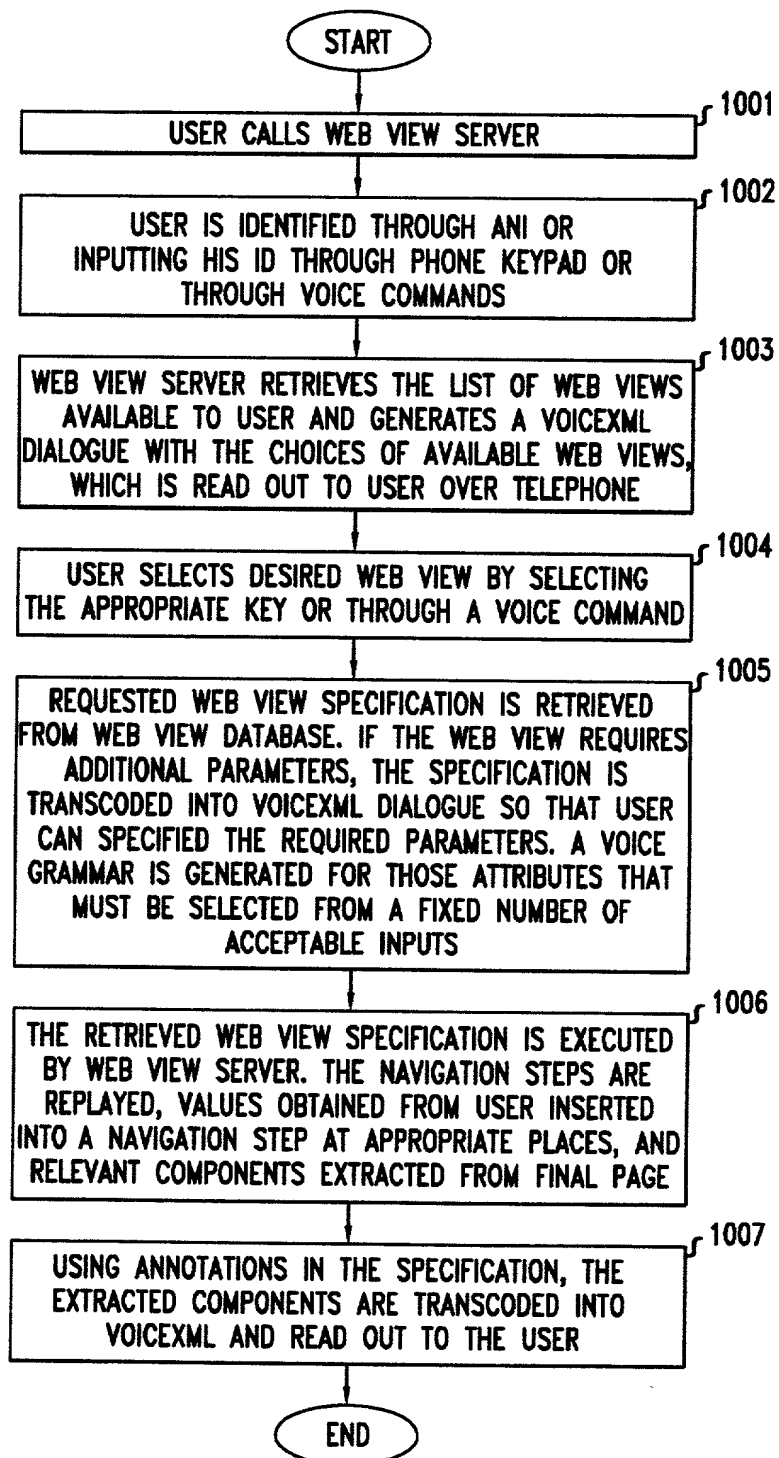 START
1001
USER CALLS WEB VIEW SERVER
1002
USER IS IDENTIFIED THROUGH ANI OR
INPUTTING HIS ID THROUGH PHONE KEYPAD OR
THROUGH VOICE COMMANDS
1003
WEB VIEW SERVER RETRIEVES THE LIST OF WEB VIEWS
AVAILABLE TO USER AND GENERATES A VOICEXML
DIALOGUE WITH THE CHOICES OF AVAILABLE WEB VIEWS,
WHICH IS READ OUT TO USER OVER TELEPHONE
1004
USER SELECTS DESIRED WEB VIEW BY SELECTING
THE APPROPRIATE KEY OR THROUGH A VOICE COMMAND
1005
REQUESTED WEB VIEW SPECIFICATION IS RETRIEVED
FROM WEB VIEW DATABASE. IF THE WEB VIEW REQUIRES
ADDITIONAL PARAMETERS, THE SPECIFICATION IS
TRANSCODED INTO VOICEXML DIALOGUE SO THAT USER
CAN SPECIFIED THE REQUIRED PARAMETERS. A VOICE
GRAMMAR IS GENERATED FOR THOSE ATTRIBUTES THAT
MUST BE SELECTED FROM A FIXED NUMBER OF
ACCEPTABLE INPUTS
1006
THE RETRIEVED WEB VIEW SPECIFICATION IS EXECUTED
BY WEB VIEW SERVER. THE NAVIGATION STEPS ARE
REPLAYED, VALUES OBTAINED FROM USER INSERTED
INTO A NAVIGATION STEP AT APPROPRIATE PLACES, AND
RELEVANT COMPONENTS EXTRACTED FROM FINAL PAGE
1007
USING ANNOTATIONS IN THE SPECIFICATION, THE
EXTRACTED COMPONENTS ARE TRANSCODED INTO
VOICEXML AND READ OUT TO THE USER
END